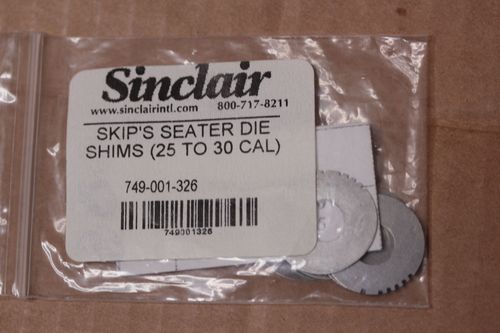 Sinclair
www.sinclairintl.com 800-717-8211
SKIP'S SEATER DIE
SHIMS (25 TO 30 CAL)
749-001-326
749001326